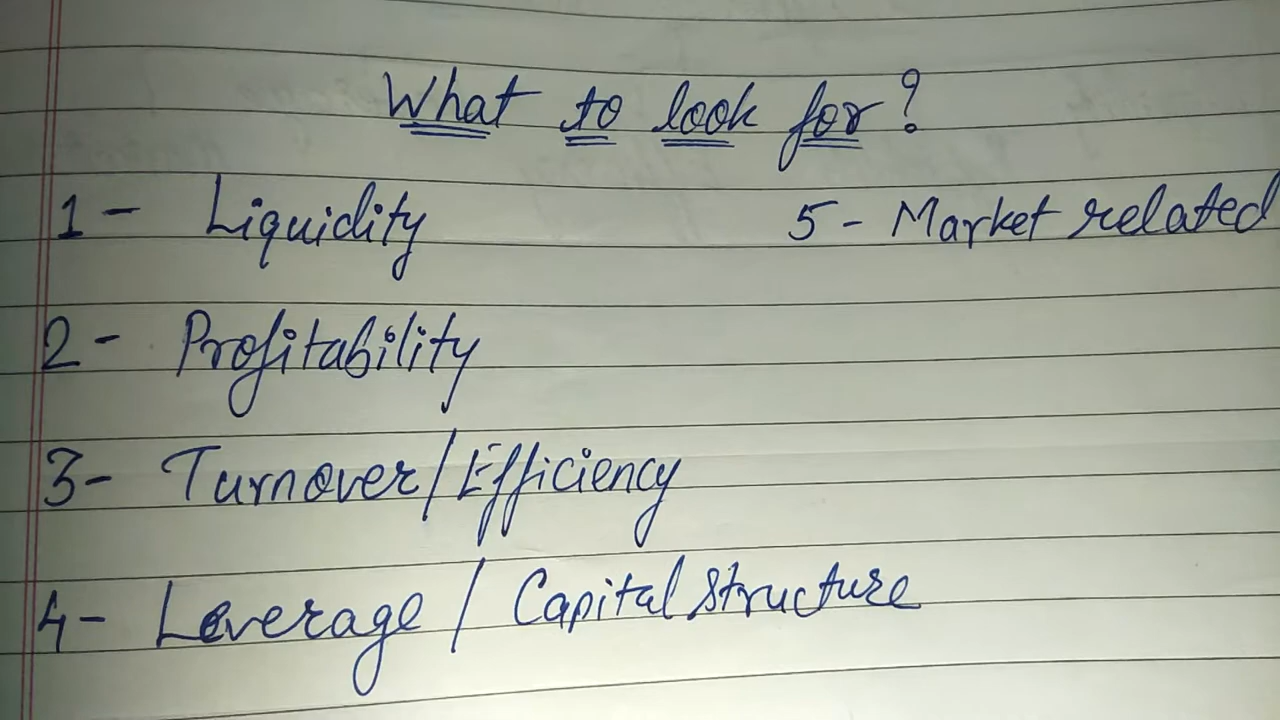 What to look for?
1 - Liquidity
5 - Market related
2 - Profitability
3 - Turnover/Efficiency
4 - Leverage / Capital structure